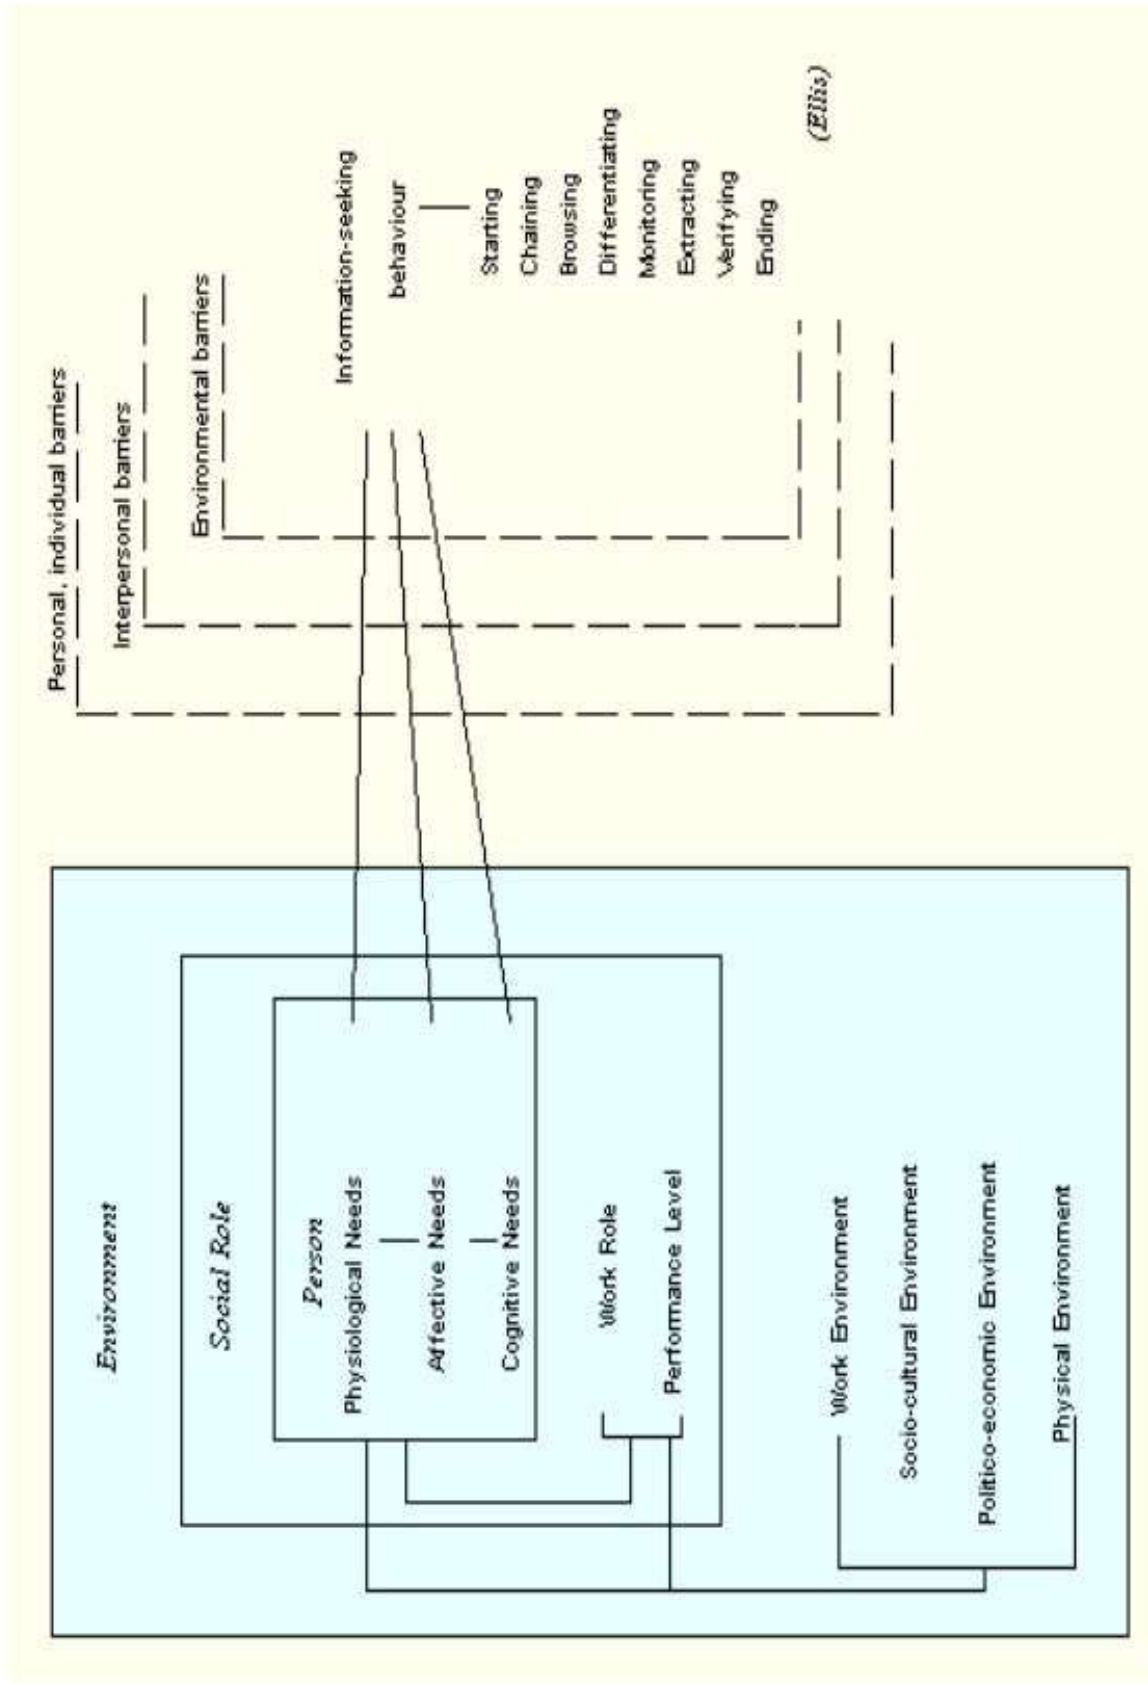 Environment
Social Role
Person
Physiological Needs
Affective Needs
Cognitive Needs
Work Role
Performance Level
Work Environment
Socio-cultural Environment
Politico-economic Environment
Physical Environment
Personal, individual barriers
Interpersonal barriers
Environmental barriers
Information-seeking
behaviour
Starting
Chaining
Browsing
Differentiating
Monitoring
Extracting
Verifying
Ending
(Ellis)